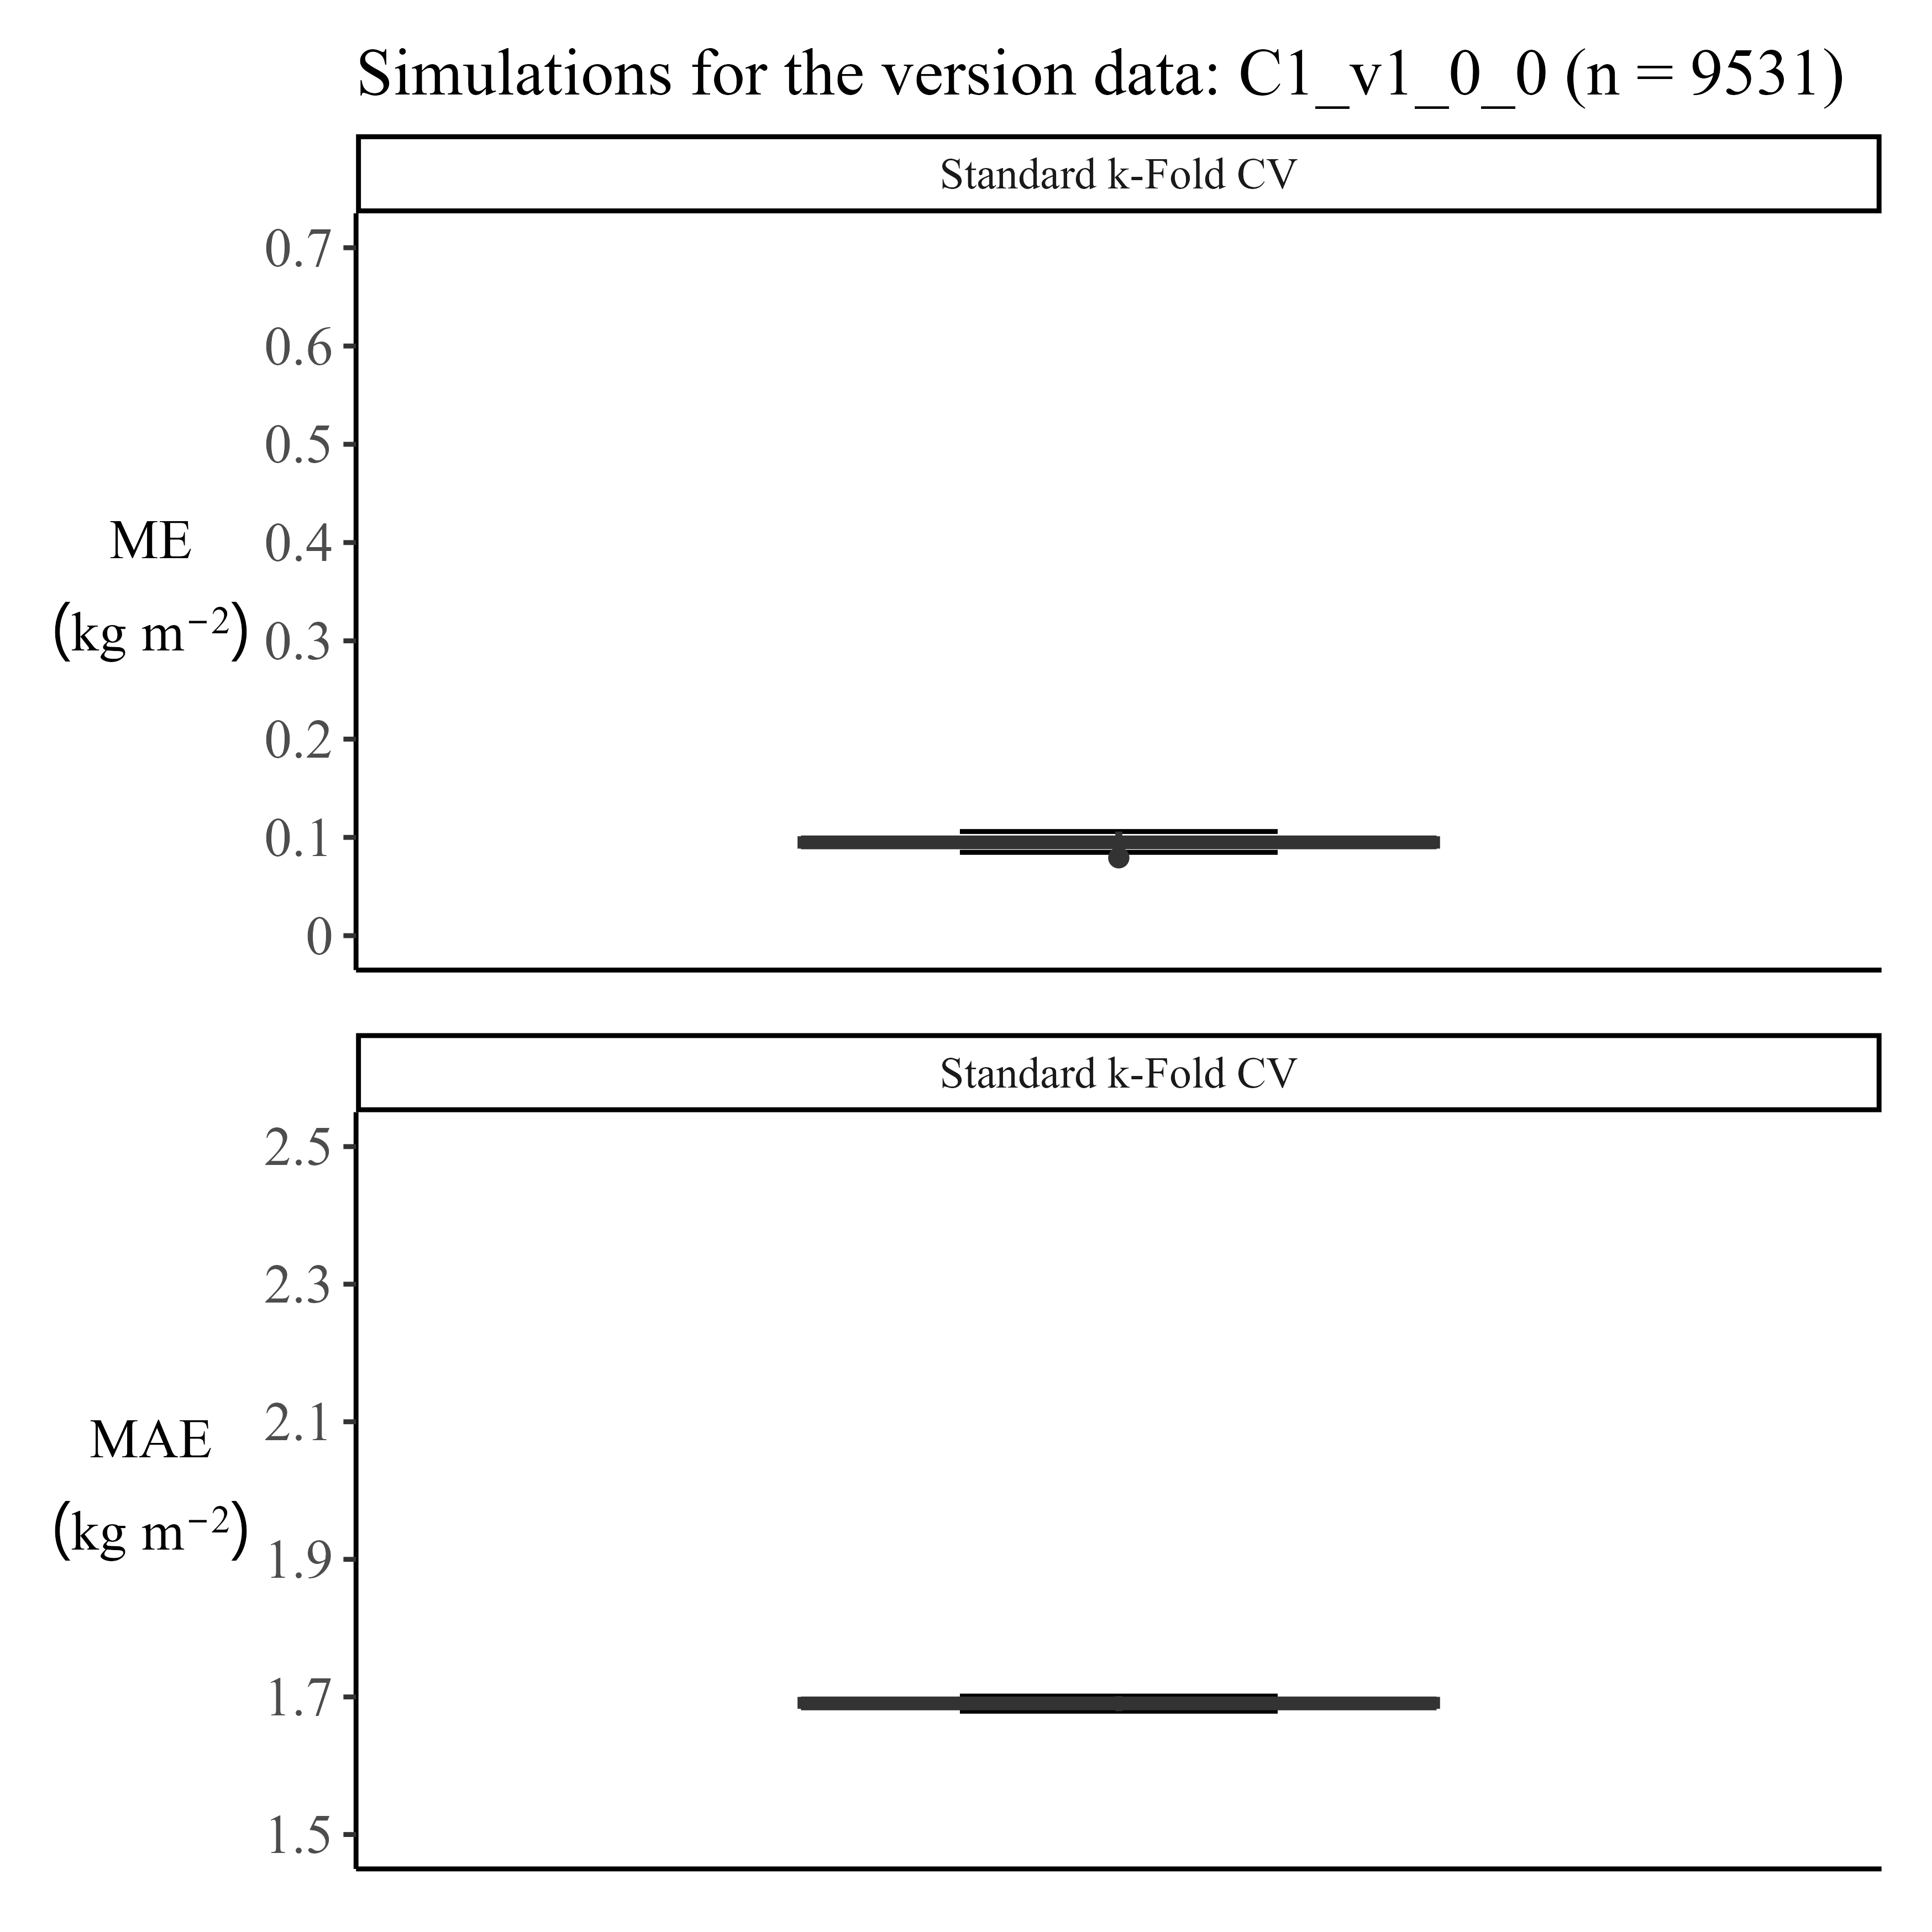 Simulations for the version data: C1_v1_0_0 (n = 9531)
Standard k-Fold CV
0.7
0.6
0.5
0.4
0.3
0.2
0.1
0
ME
(kg m⁻²)
Standard k-Fold CV
2.5
2.3
2.1
1.9
1.7
1.5
MAE
(kg m⁻²)